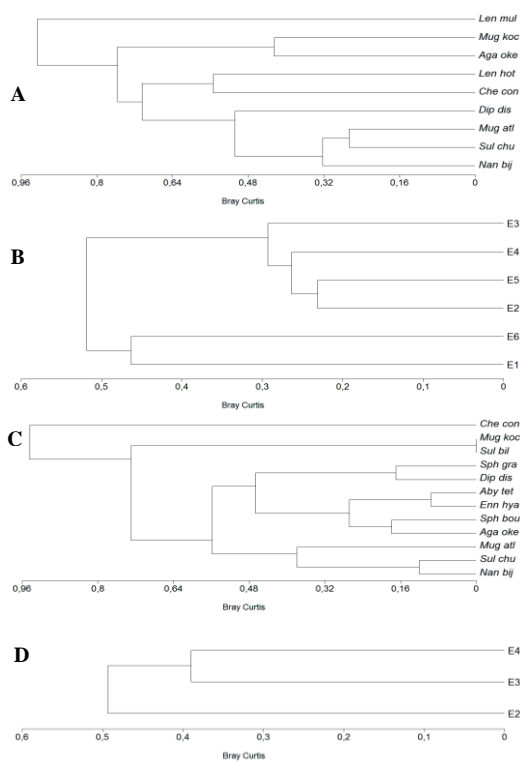 Len mul
Mug koc
Aga oke
Len hot
A
Che con
Dip dis
Mug atl
Sul chu
Nan bij
0,96 0,8 0,64 0,48 0,32 0,16 0
Bray Curtis
E3
B
E4
E5
E2
E6
E1
0,6 0,5 0,4 0,3 0,2 0,1 0
Bray Curtis
Che con
C
Mug koc
Sul bil
Sph gra
Dip dis
Aby tet
Enn hya
Sph bou
Aga oke
Mug atl
Sul chu
Nan bij
0,96 0,8 0,64 0,48 0,32 0,16 0
Bray Curtis
D
E4
E3
E2
0,6 0,5 0,4 0,3 0,2 0,1 0
Bray Curtis